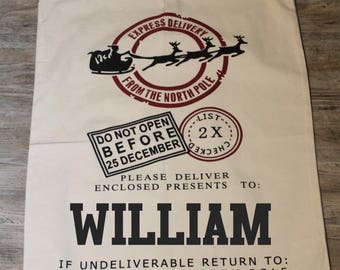 EXPRESS DELIVERY
FROM THE NORTH POLE
DO NOT OPEN
BEFORE
25 DECEMBER
LIST
2X
CHECKED
PLEASE DELIVER
ENCLOSED PRESENTS TO:
WILLIAM
IF UNDELIVERABLE RETURN TO: